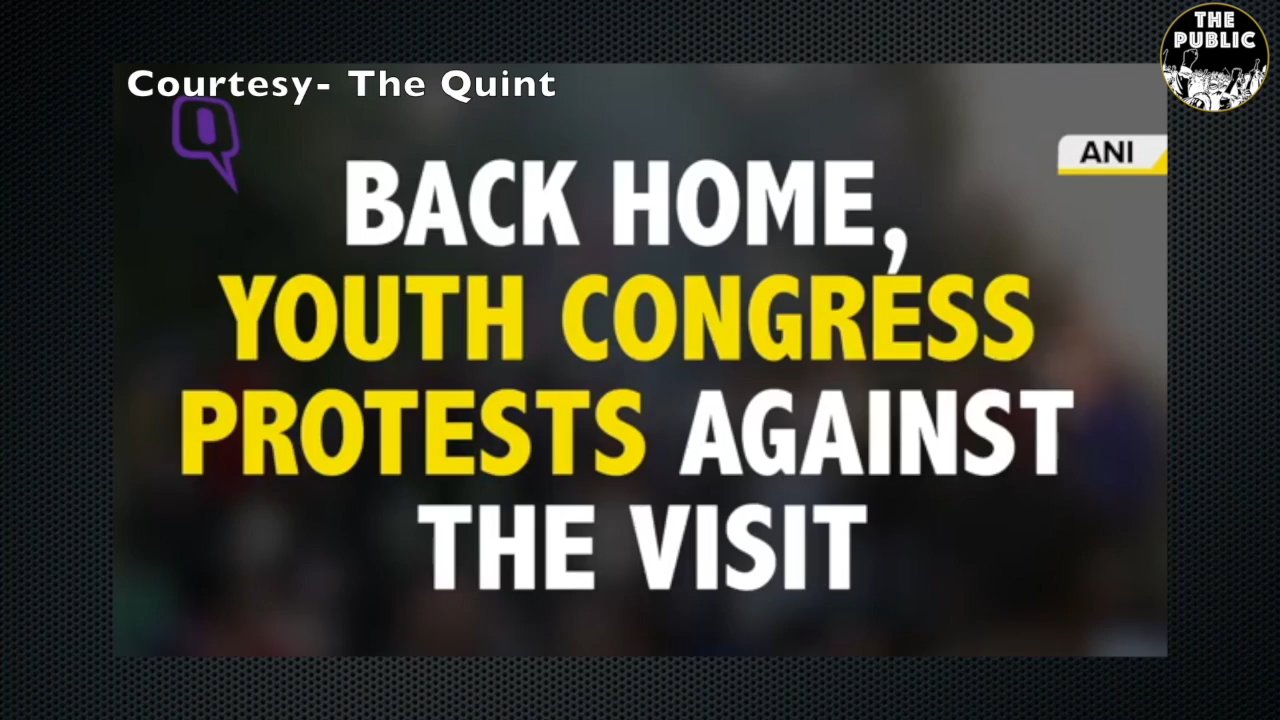 THE
PUBLIC
Courtesy- The Quint
ANI
BACK HOME,
YOUTH CONGRESS
PROTESTS AGAINST
THE VISIT